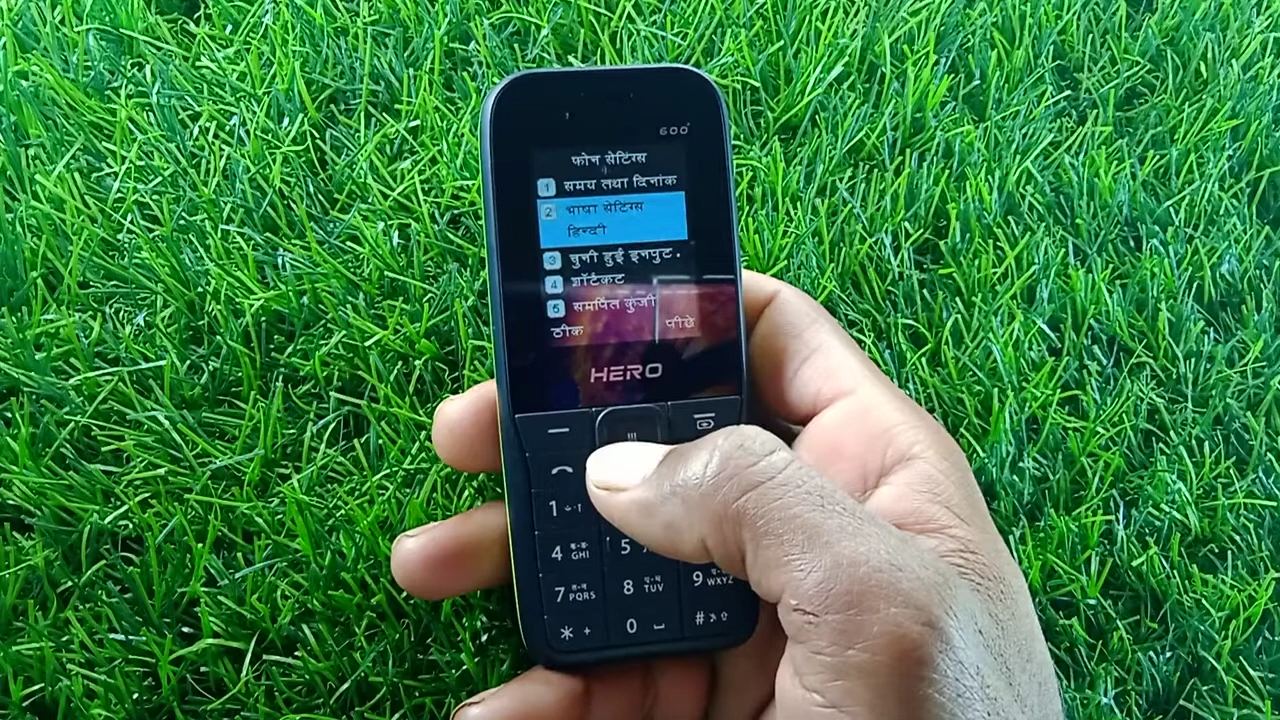 600
फोन सेटिंग्स
1 समय तथा दिनांक
2 भाषा सेटिंग्स
हिन्दी
3 चुनी हुई इनपुट.
4 शॉर्टकट
5 समर्पित कुंजी
ठीक पीछे
HERO
1
4 GHI 5
7 PQRS 8 TUV 9 WXYZ
* + 0 #